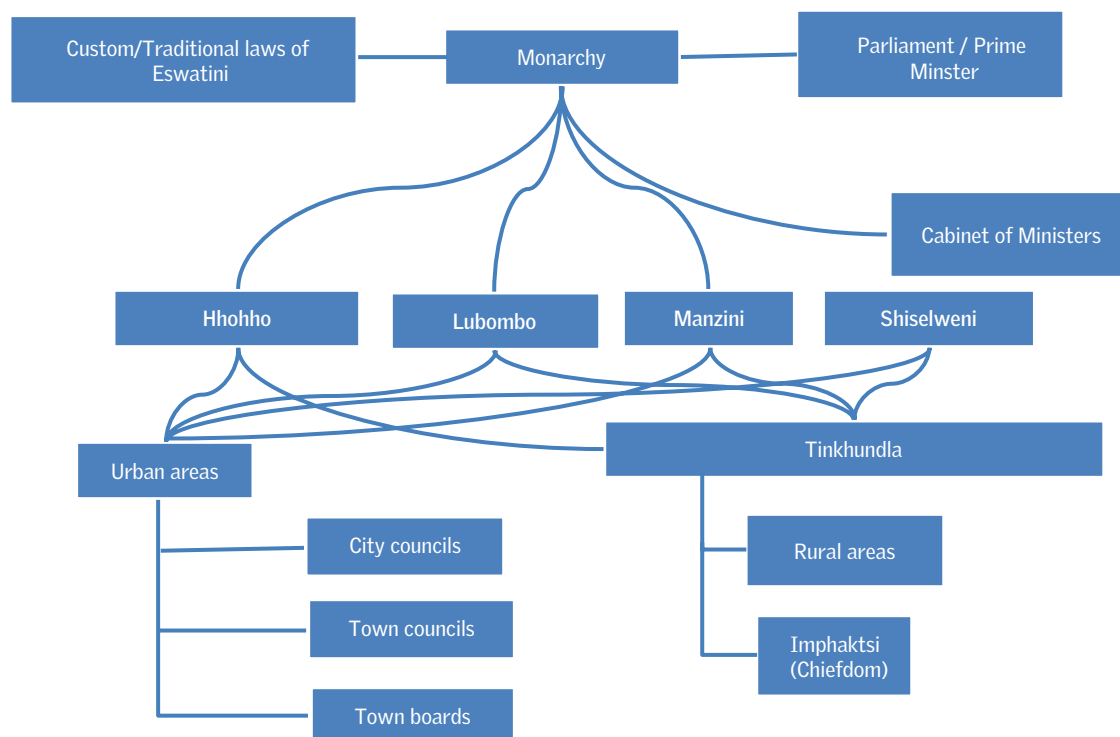 Custom/Traditional laws of
Eswatini
Monarchy
Parliament / Prime
Minster
Cabinet of Ministers
Hhohho
Lubombo
Manzini
Shiselweni
Urban areas
Tinkhundla
City councils
Rural areas
Town councils
Imphaktsi
(Chiefdom)
Town boards